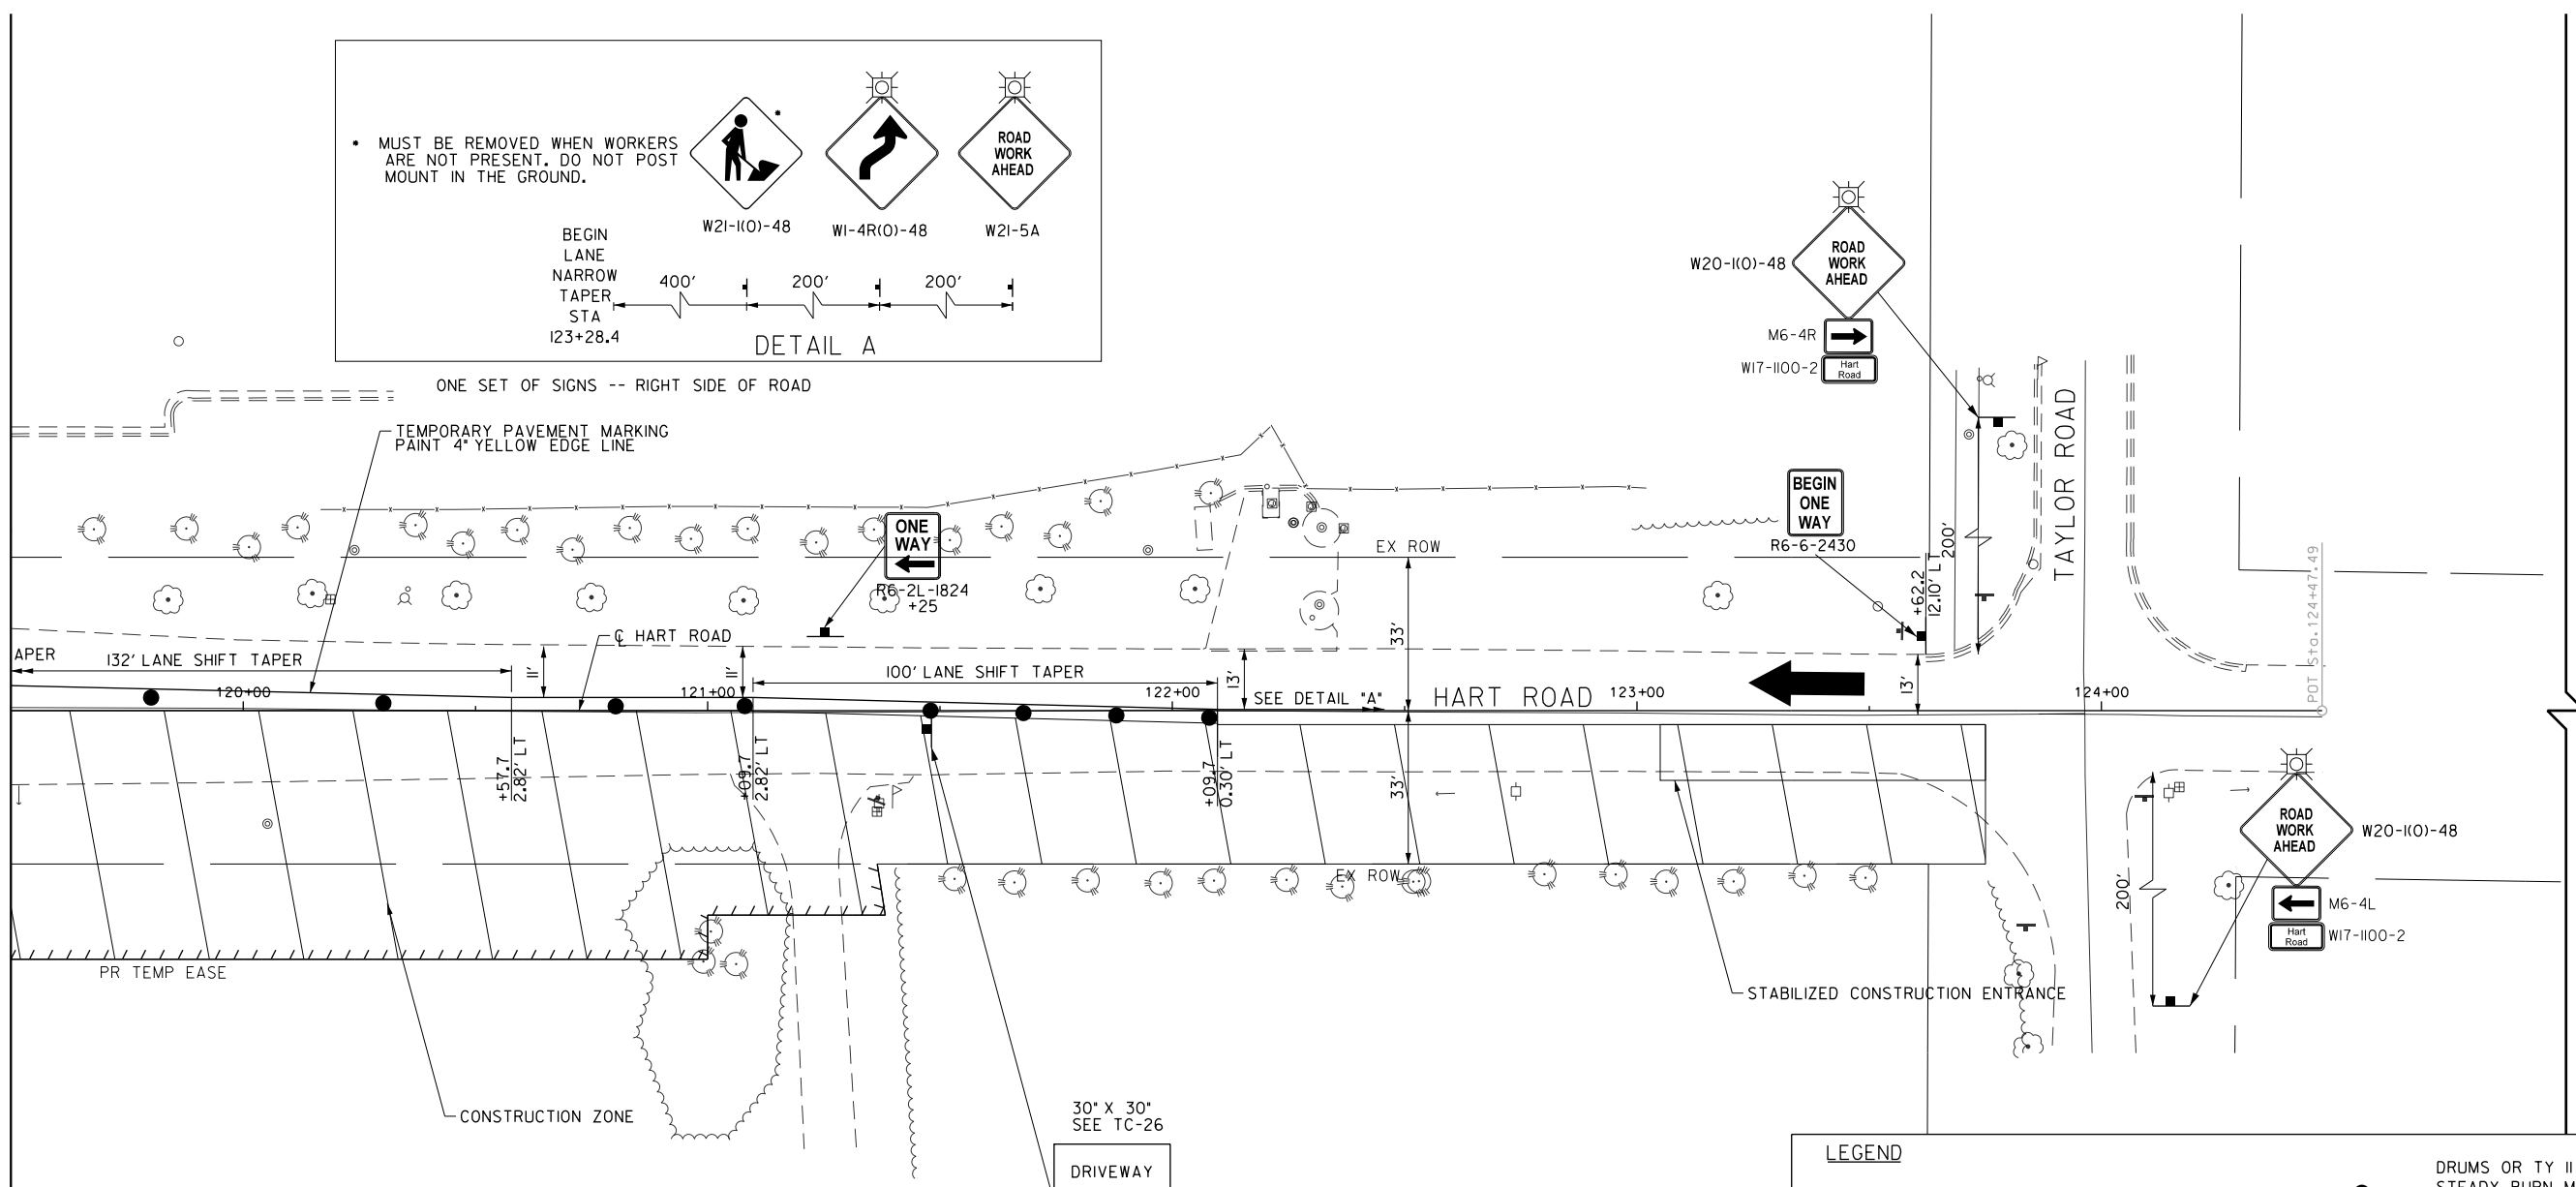 * MUST BE REMOVED WHEN WORKERS
ARE NOT PRESENT. DO NOT POST
MOUNT IN THE GROUND.
*
ROAD
WORK
AHEAD
W21-1(O)-48
W1-4R(O)-48
W21-5A
BEGIN
LANE
NARROW
TAPER
STA
123+28.4
400'
200'
200'
DETAIL A
ONE SET OF SIGNS -- RIGHT SIDE OF ROAD
TEMPORARY PAVEMENT MARKING
PAINT 4" YELLOW EDGE LINE
ROAD
WORK
AHEAD
W20-1(O)-48
M6-4R
W17-1100-2
Hart
Road
TAYLOR ROAD
200'
BEGIN
ONE
WAY
R6-6-2430
+62.2
12.10' LT
ONE
WAY
R6-2L-1824
+25
EX ROW
POT Sta. 124+47.49
℄ HART ROAD
APER
132' LANE SHIFT TAPER
11'
11'
100' LANE SHIFT TAPER
13'
33'
13'
SEE DETAIL "A"
HART ROAD
120+00
121+00
122+00
123+00
124+00
+57.7
2.82' LT
+09.7
2.82' LT
+09.7
0.30' LT
33'
EX ROW
ROAD
WORK
AHEAD
W20-1(O)-48
M6-4L
Hart
Road
W17-1100-2
200'
PR TEMP EASE
STABILIZED CONSTRUCTION ENTRANCE
CONSTRUCTION ZONE
30" X 30"
SEE TC-26
DRIVEWAY
LEGEND
DRUMS OR TY II
STEADY BURN M